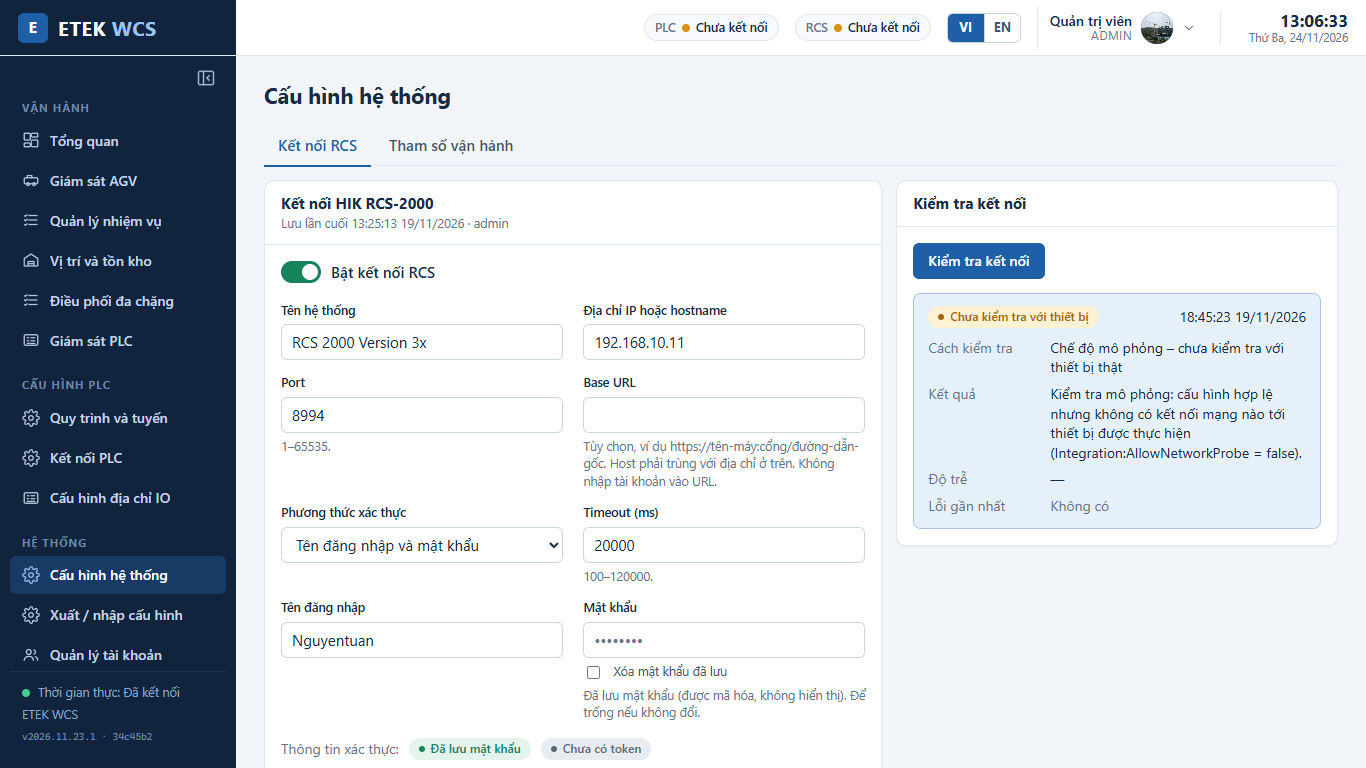 E ETEK WCS
PLC Chưa kết nối
RCS Chưa kết nối
VI EN
Quản trị viên
ADMIN
13:06:33
Thứ Ba, 24/11/2026
VẬN HÀNH
Tổng quan
Giám sát AGV
Quản lý nhiệm vụ
Vị trí và tồn kho
Điều phối đa chặng
Giám sát PLC
CẤU HÌNH PLC
Quy trình và tuyến
Kết nối PLC
Cấu hình địa chỉ IO
HỆ THỐNG
Cấu hình hệ thống
Xuất / nhập cấu hình
Quản lý tài khoản
Thời gian thực: Đã kết nối
ETEK WCS
v2026.11.23.1 · 34c45b2
Cấu hình hệ thống
Kết nối RCS
Tham số vận hành
Kết nối HIK RCS-2000
Lưu lần cuối 13:25:13 19/11/2026 · admin
Bật kết nối RCS
Tên hệ thống
RCS 2000 Version 3x
Địa chỉ IP hoặc hostname
192.168.10.11
Port
8994
1–65535.
Base URL
Tùy chọn, ví dụ https://tên-máy:cổng/đường-dẫn-
gốc. Host phải trùng với địa chỉ ở trên. Không
nhập tài khoản vào URL.
Phương thức xác thực
Tên đăng nhập và mật khẩu
Timeout (ms)
20000
100–120000.
Tên đăng nhập
Nguyentuan
Mật khẩu
••••••••
Xóa mật khẩu đã lưu
Đã lưu mật khẩu (được mã hóa, không hiển thị). Để
trống nếu không đổi.
Thông tin xác thực: Đã lưu mật khẩu Chưa có token
Kiểm tra kết nối
Kiểm tra kết nối
Chưa kiểm tra với thiết bị 18:45:23 19/11/2026
Cách kiểm tra Chế độ mô phỏng – chưa kiểm tra với
thiết bị thật
Kết quả Kiểm tra mô phỏng: cấu hình hợp lệ
nhưng không có kết nối mạng nào tới
thiết bị được thực hiện
(Integration:AllowNetworkProbe = false).
Độ trễ —
Lỗi gần nhất Không có